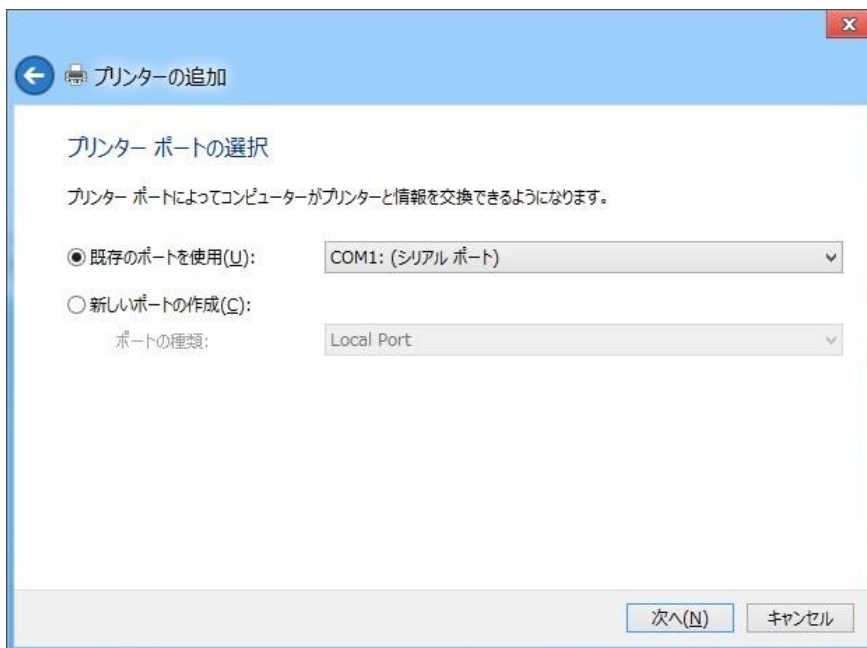 プリンターの追加
プリンター ポートの選択
プリンター ポートによってコンピューターがプリンターと情報を交換できるようになります。
既存のポートを使用(U): COM1: (シリアル ポート)
新しいポートの作成(C):
ポートの種類: Local Port
次へ(N) キャンセル